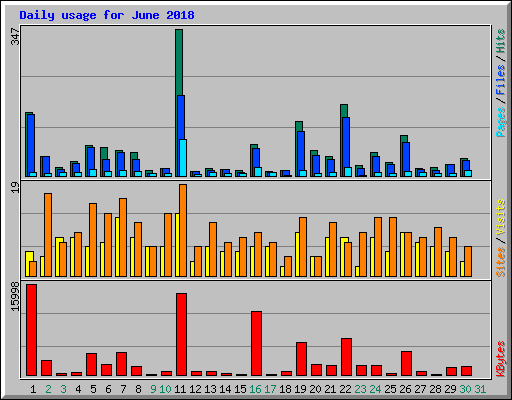 Daily usage for June 2018
347
Pages / Files / Hits
19
Sites / Visits
15998
KBytes
1 2 3 4 5 6 7 8 9 10 11 12 13 14 15 16 17 18 19 20 21 22 23 24 25 26 27 28 29 30 31